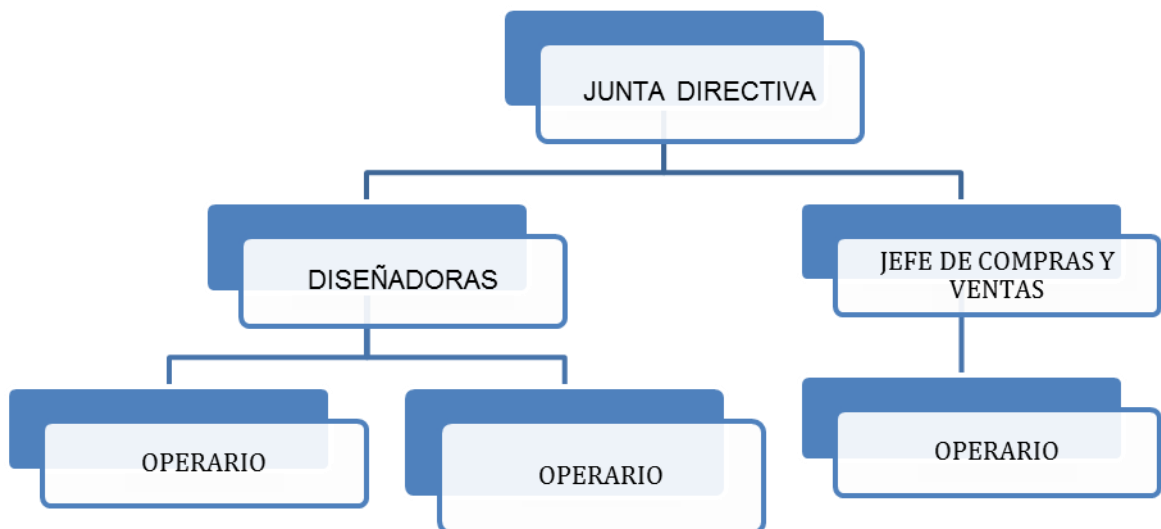 JUNTA DIRECTIVA
DISEÑADORAS
JEFE DE COMPRAS Y
VENTAS
OPERARIO
OPERARIO
OPERARIO